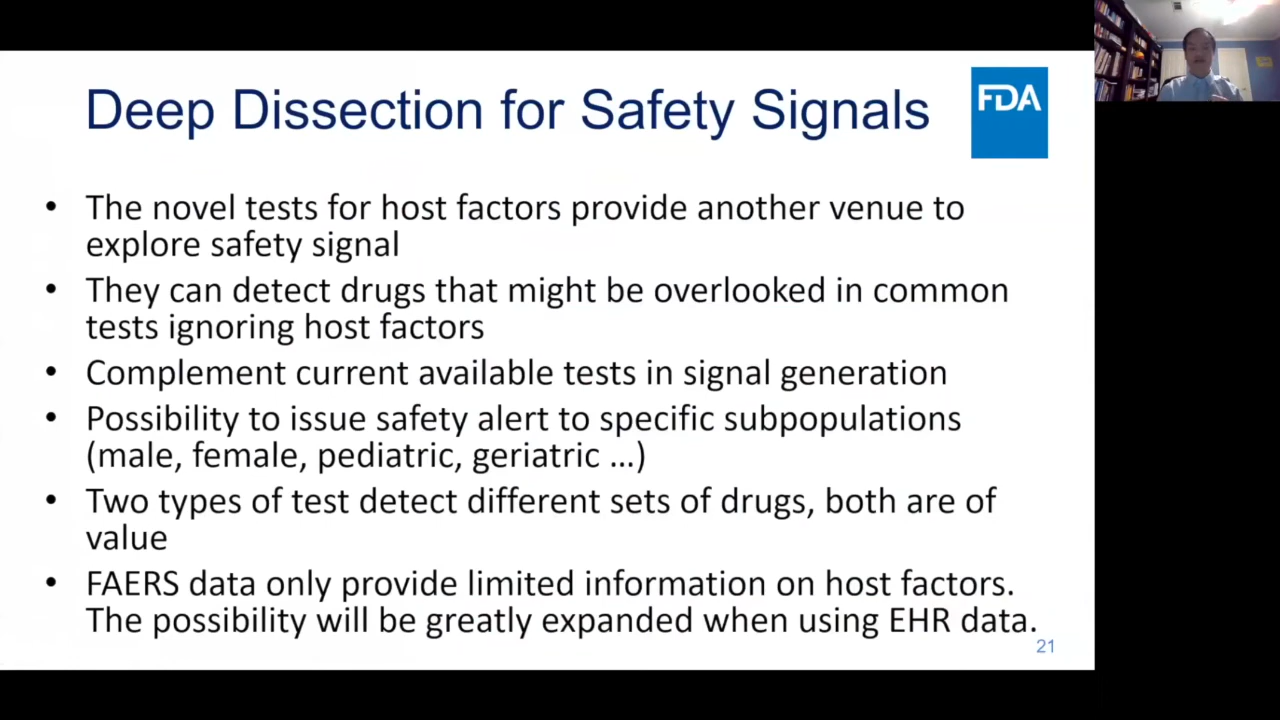 Deep Dissection for Safety Signals
FDA
• The novel tests for host factors provide another venue to
explore safety signal
• They can detect drugs that might be overlooked in common
tests ignoring host factors
• Complement current available tests in signal generation
• Possibility to issue safety alert to specific subpopulations
(male, female, pediatric, geriatric ...)
• Two types of test detect different sets of drugs, both are of
value
• FAERS data only provide limited information on host factors.
The possibility will be greatly expanded when using EHR data.
21